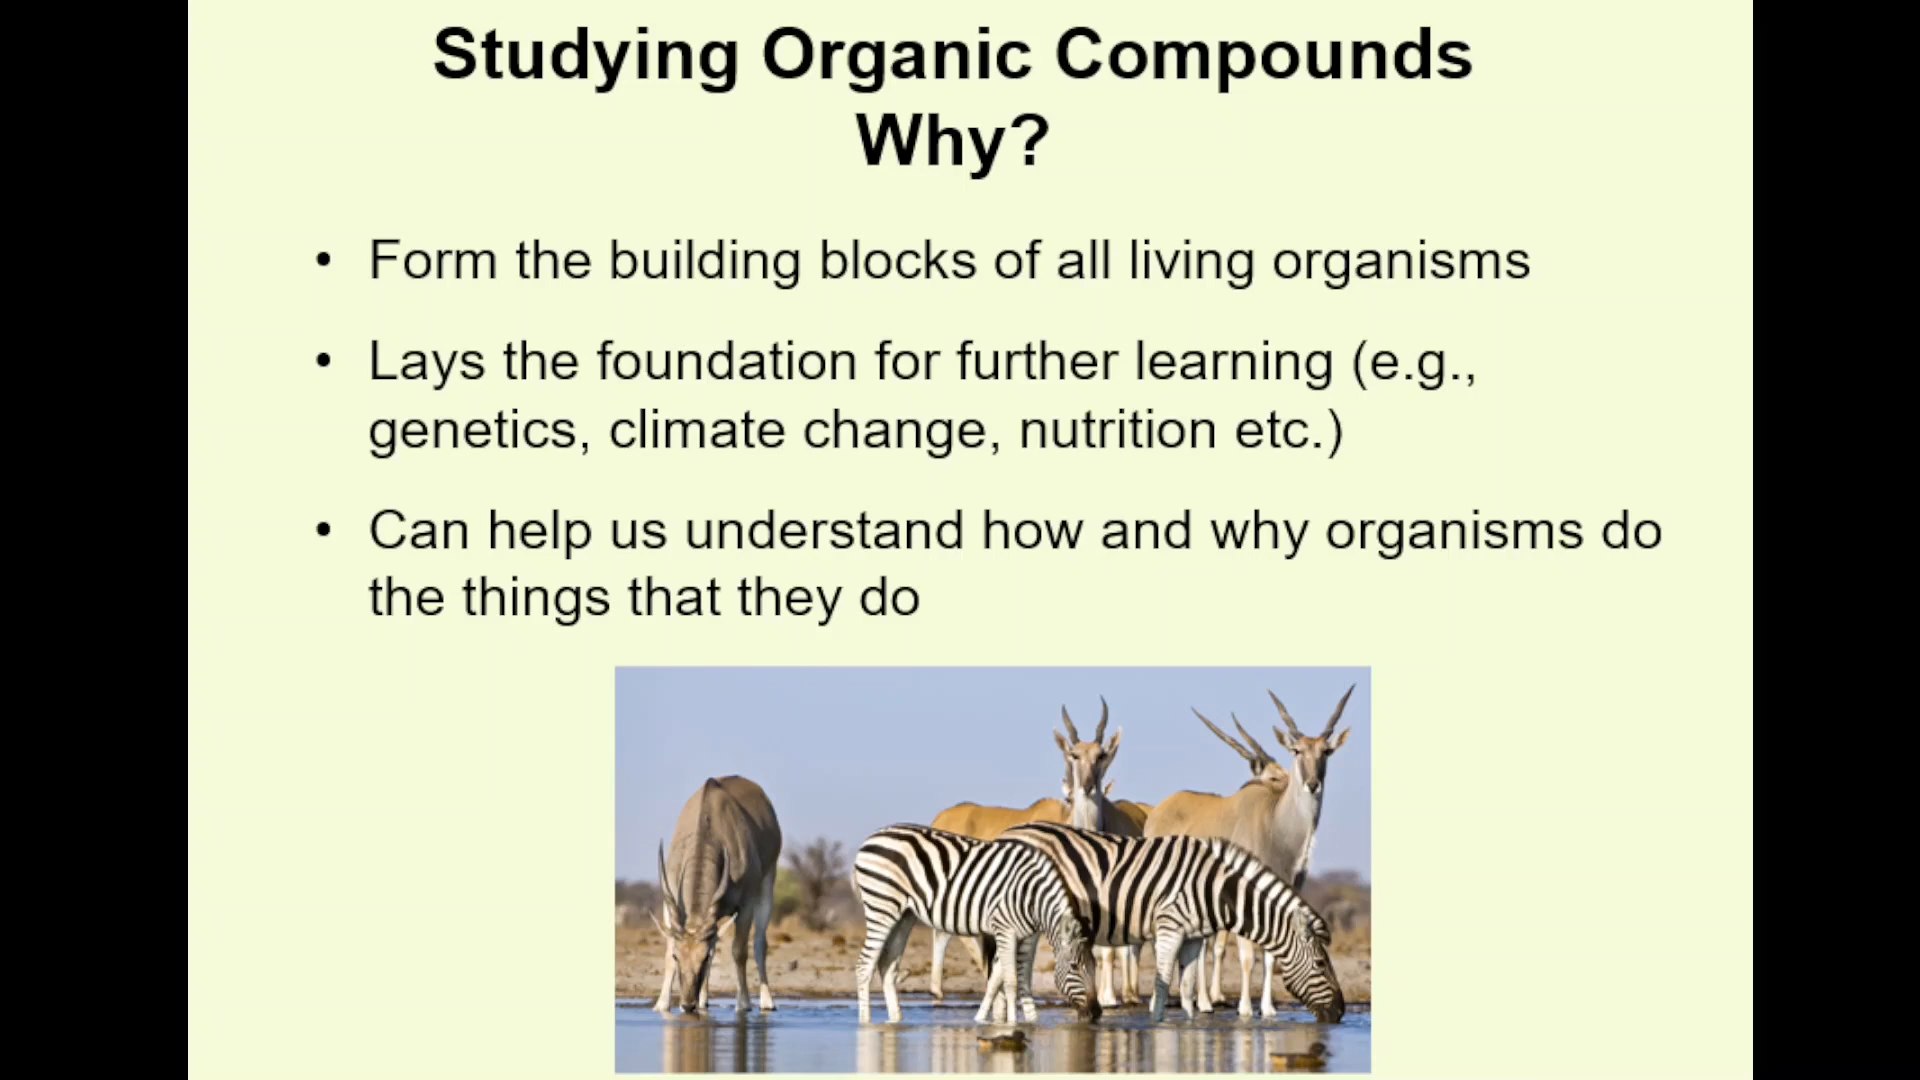 Studying Organic Compounds
Why?
• Form the building blocks of all living organisms
• Lays the foundation for further learning (e.g.,
genetics, climate change, nutrition etc.)
• Can help us understand how and why organisms do
the things that they do